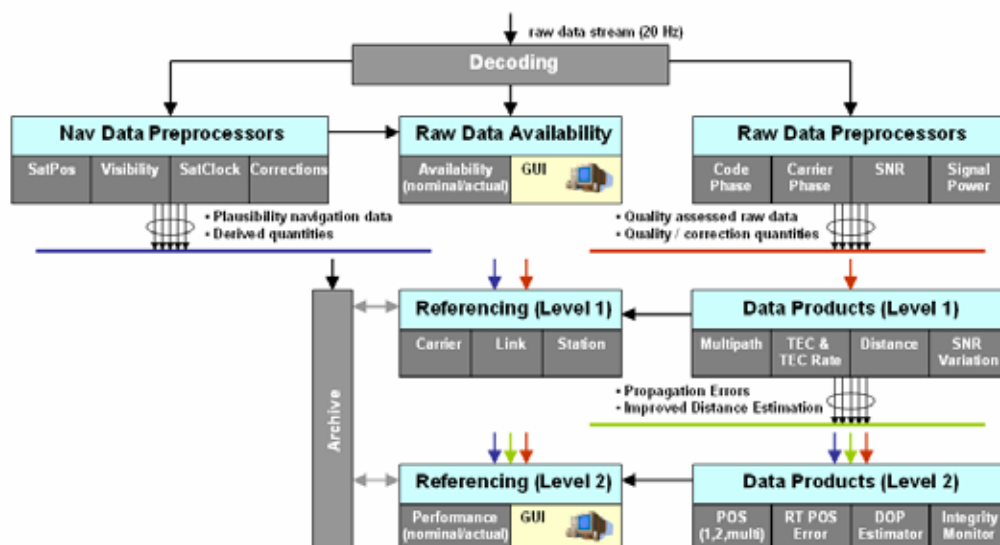 raw data stream (20 Hz)
Decoding
Nav Data Preprocessors
SatPos
Visibility
SatClock
Corrections
Raw Data Availability
Availability
(nominal/actual)
GUI
Raw Data Preprocessors
Code
Phase
Carrier
Phase
SNR
Signal
Power
• Plausibility navigation data
• Derived quantities
• Quality assessed raw data
• Quality / correction quantities
Archive
Referencing (Level 1)
Carrier
Link
Station
Data Products (Level 1)
Multipath
TEC &
TEC Rate
Distance
SNR
Variation
• Propagation Errors
• Improved Distance Estimation
Referencing (Level 2)
Performance
(nominal/actual)
GUI
Data Products (Level 2)
POS
(1,2,multi)
RT POS
Error
DOP
Estimator
Integrity
Monitor